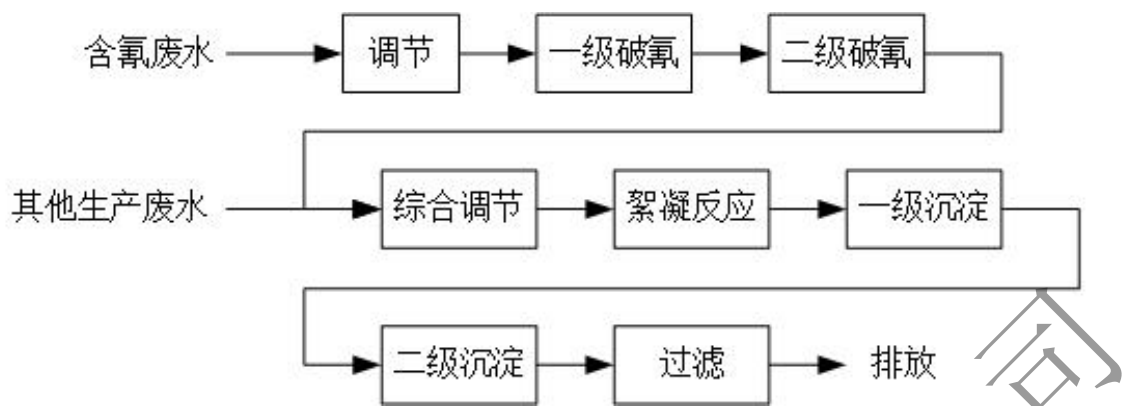 含氰废水 调节 一级破氰 二级破氰
其他生产废水 综合调节 絮凝反应 一级沉淀
二级沉淀 过滤 排放